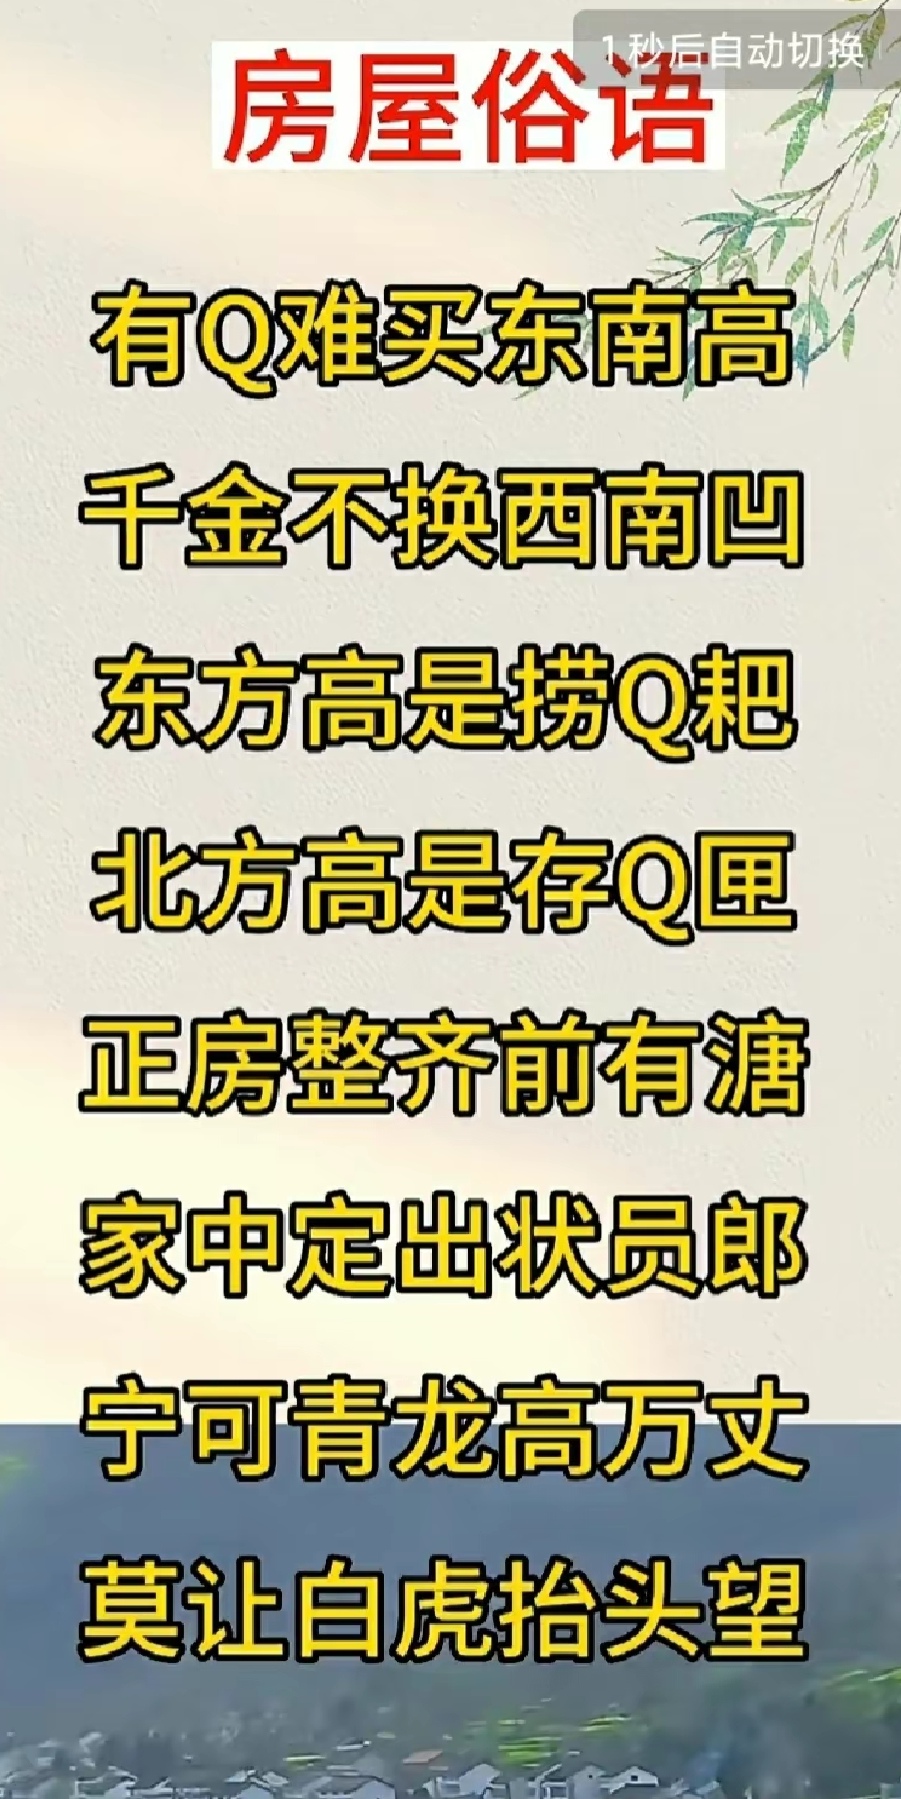 1秒后自动切换
房屋俗语
有Q难买东南高
千金不换西南凹
东方高是捞Q耙
北方高是存Q匣
正房整齐前有溏
家中定出状员郎
宁可青龙高万丈
莫让白虎抬头望